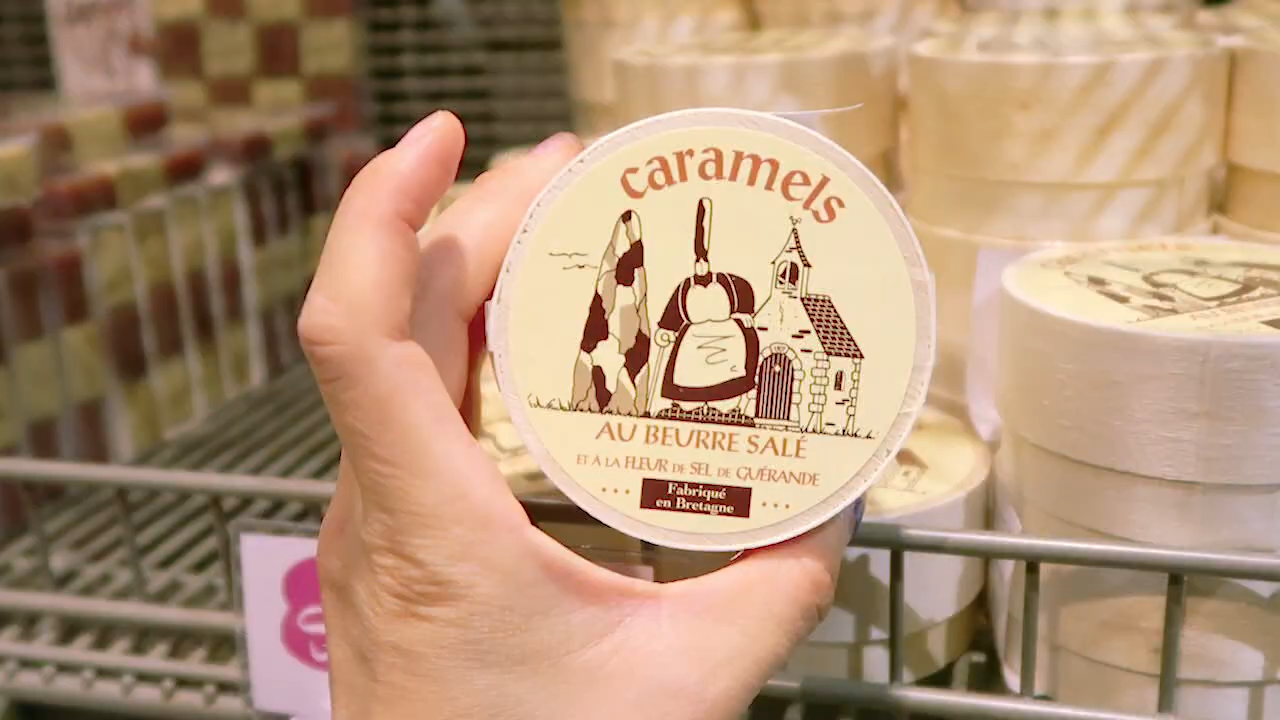 caramels
AU BEURRE SALÉ
ET À LA FLEUR DE SEL DE GUÉRANDE
Fabriqué
en Bretagne